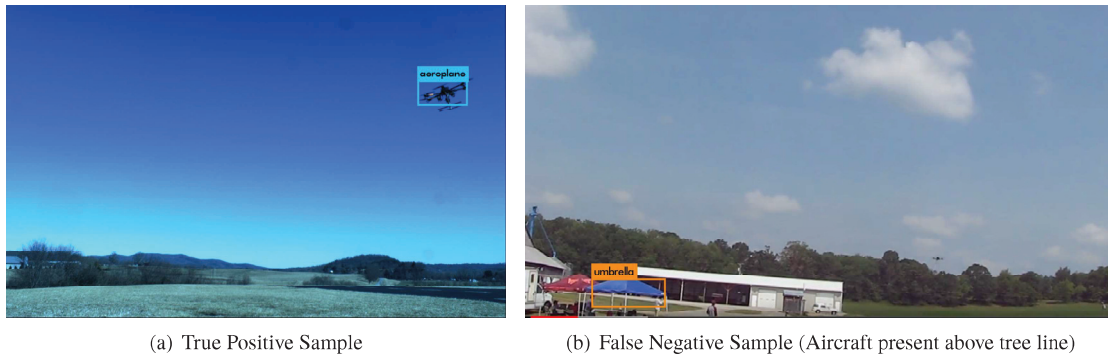 aeroplane
umbrella
(a) True Positive Sample
(b) False Negative Sample (Aircraft present above tree line)